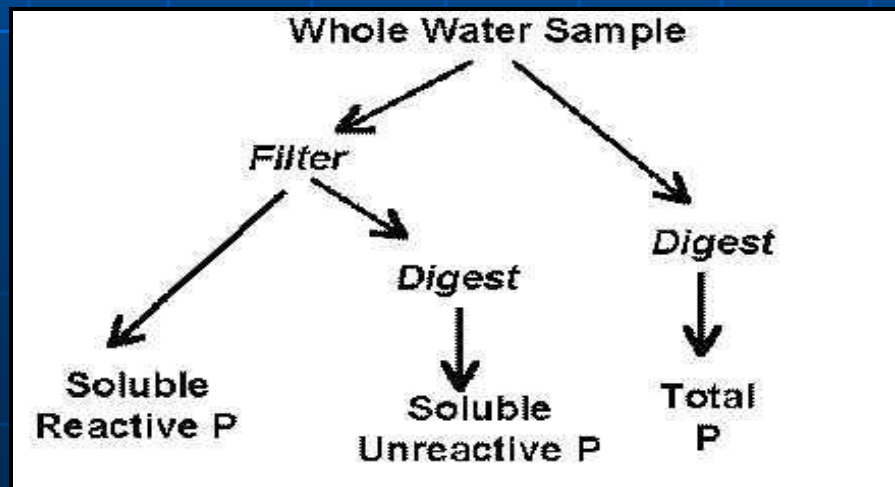 Whole Water Sample
Filter
Digest
Digest
Soluble
Reactive P
Soluble
Unreactive P
Total
P